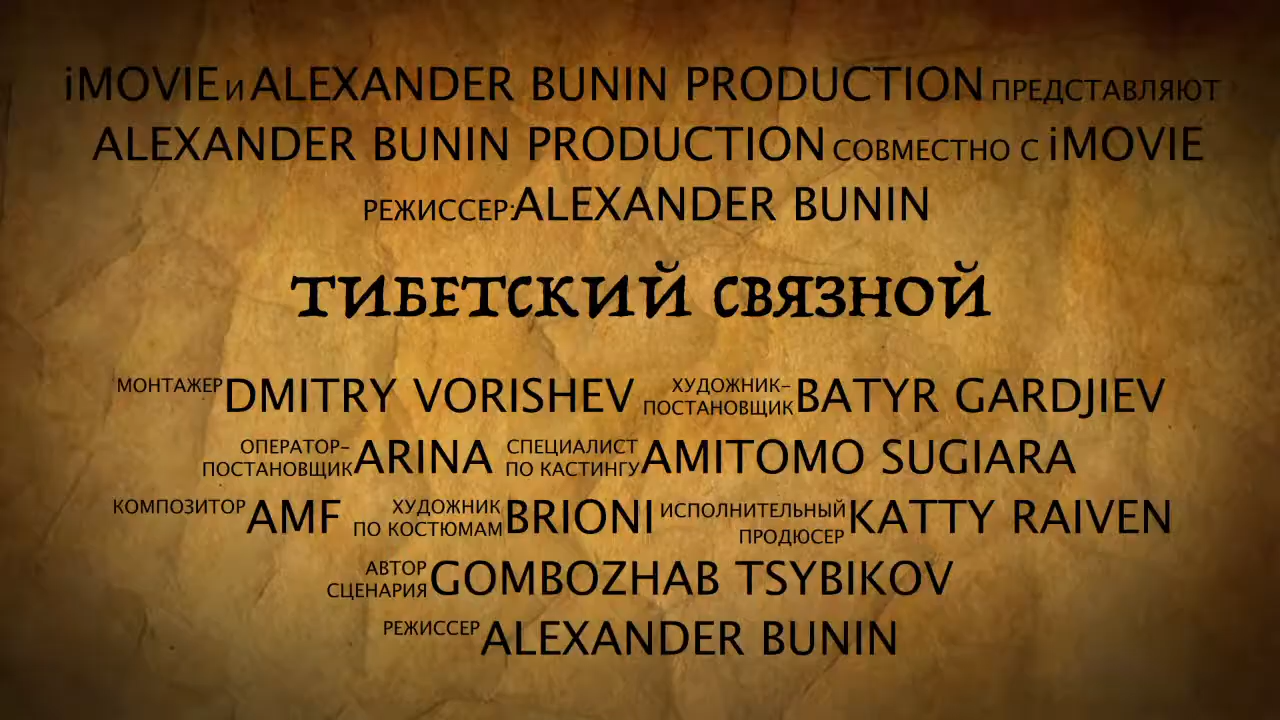 iMOVIE И ALEXANDER BUNIN PRODUCTION ПРЕДСТАВЛЯЮТ
ALEXANDER BUNIN PRODUCTION СОВМЕСТНО С iMOVIE
РЕЖИССЕР:ALEXANDER BUNIN
ТИБЕТСКИЙ СВЯЗНОЙ
МОНТАЖЕР DMITRY VORISHEV ХУДОЖНИК-ПОСТАНОВЩИК BATYR GARDJIEV
ОПЕРАТОР-ПОСТАНОВЩИК ARINA СПЕЦИАЛИСТ ПО КАСТИНГУ AMITOMO SUGIARA
КОМПОЗИТОР AMF ХУДОЖНИК ПО КОСТЮМАМ BRIONI ИСПОЛНИТЕЛЬНЫЙ ПРОДЮСЕР KATTY RAIVEN
АВТОР СЦЕНАРИЯ GOMBOZHAB TSYBIKOV
РЕЖИССЕР ALEXANDER BUNIN